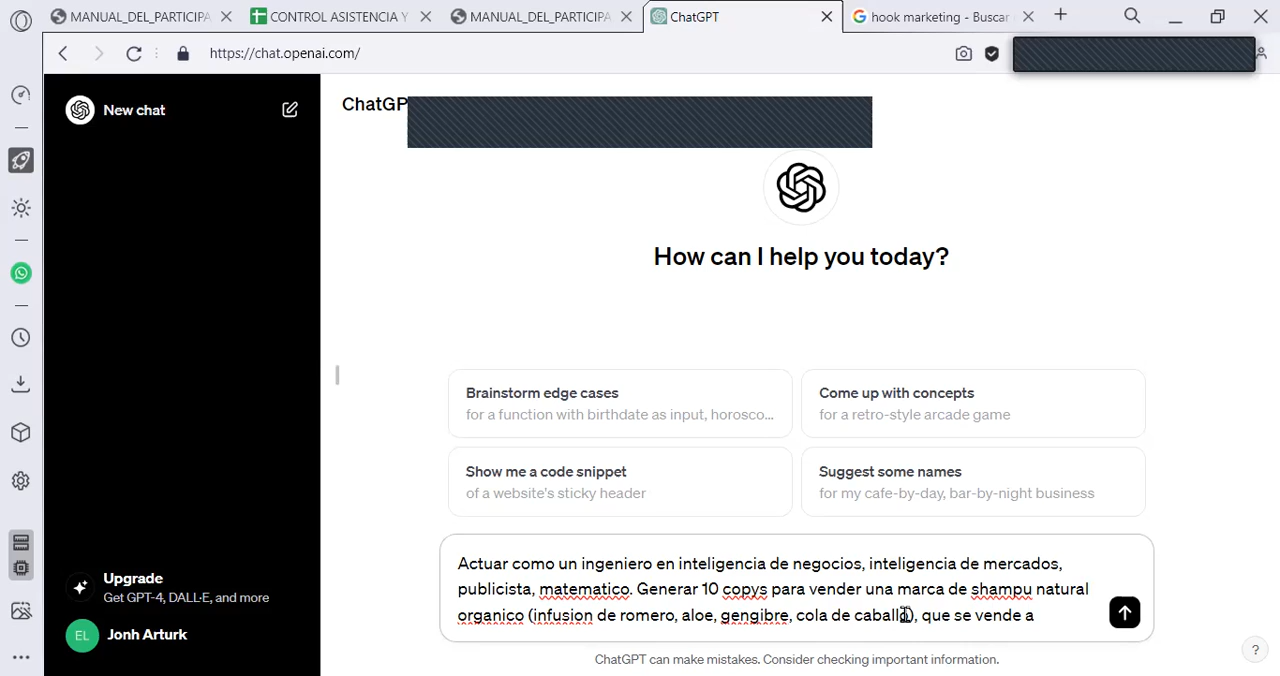 MANUAL_DEL_PARTICIPA
CONTROL ASISTENCIA Y
MANUAL_DEL_PARTICIPA
ChatGPT
hook marketing - Buscar
https://chat.openai.com/
New chat
ChatGP
How can I help you today?
Brainstorm edge cases
for a function with birthdate as input, horosco...
Come up with concepts
for a retro-style arcade game
Show me a code snippet
of a website's sticky header
Suggest some names
for my cafe-by-day, bar-by-night business
Upgrade
Get GPT-4, DALL·E, and more
EL
Jonh Arturk
Actuar como un ingeniero en inteligencia de negocios, inteligencia de mercados,
publicista, matematico. Generar 10 copys para vender una marca de shampu natural
organico (infusion de romero, aloe, gengibre, cola de caballo), que se vende a
ChatGPT can make mistakes. Consider checking important information.
?